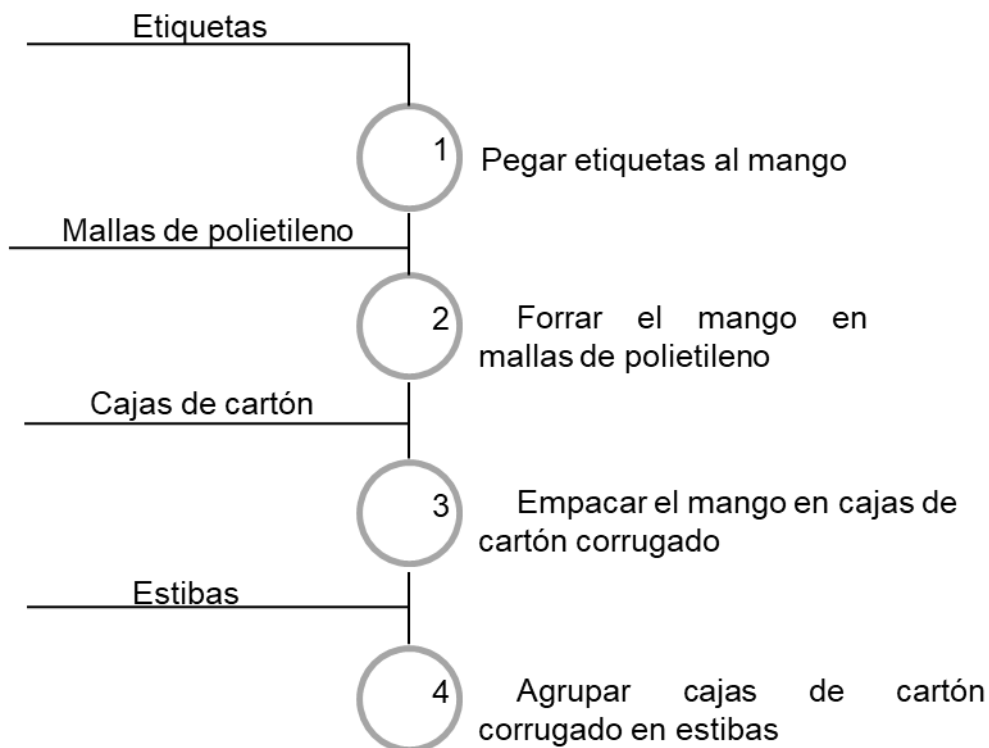 Etiquetas
1
Pegar etiquetas al mango
Mallas de polietileno
2
Forrar el mango en
mallas de polietileno
Cajas de cartón
3
Empacar el mango en cajas de
cartón corrugado
Estibas
4
Agrupar cajas de cartón
corrugado en estibas